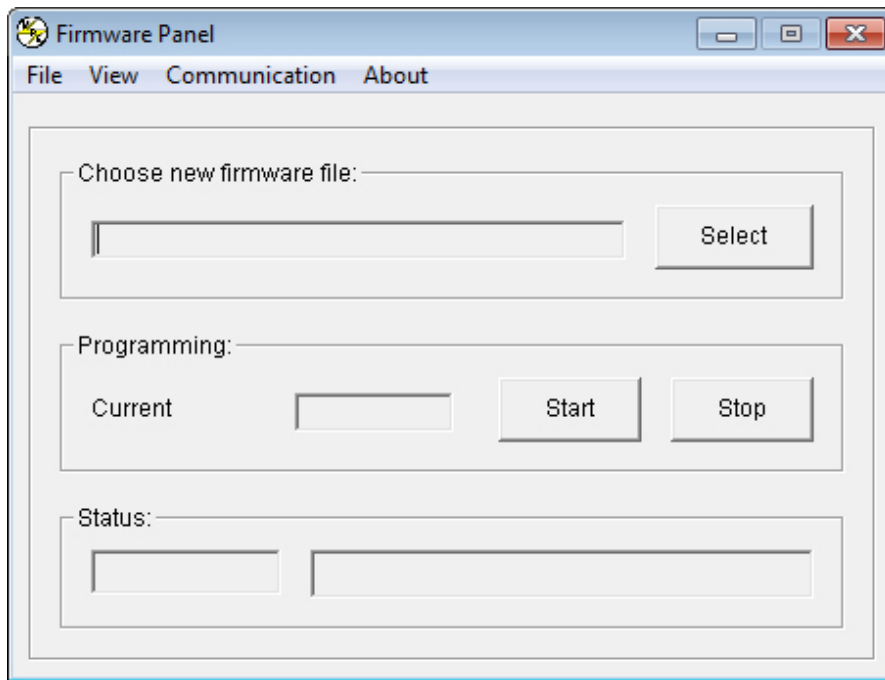 Firmware Panel
File View Communication About
Choose new firmware file:
Select
Programming:
Current Start Stop
Status: